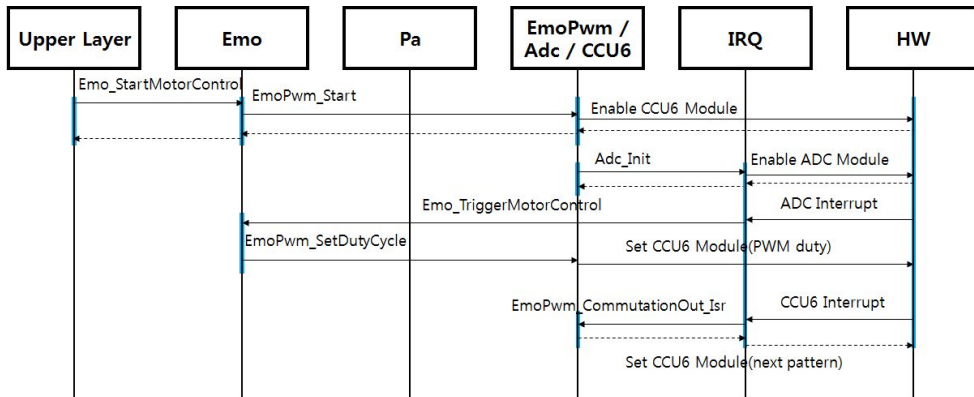 Upper Layer
Emo
Pa
EmoPwm /
Adc / CCU6
IRQ
HW
Emo_StartMotorControl
EmoPwm_Start
Enable CCU6 Module
Adc_Init
Enable ADC Module
Emo_TriggerMotorControl
ADC Interrupt
EmoPwm_SetDutyCycle
Set CCU6 Module(PWM duty)
EmoPwm_CommutationOut_Isr
CCU6 Interrupt
Set CCU6 Module(next pattern)